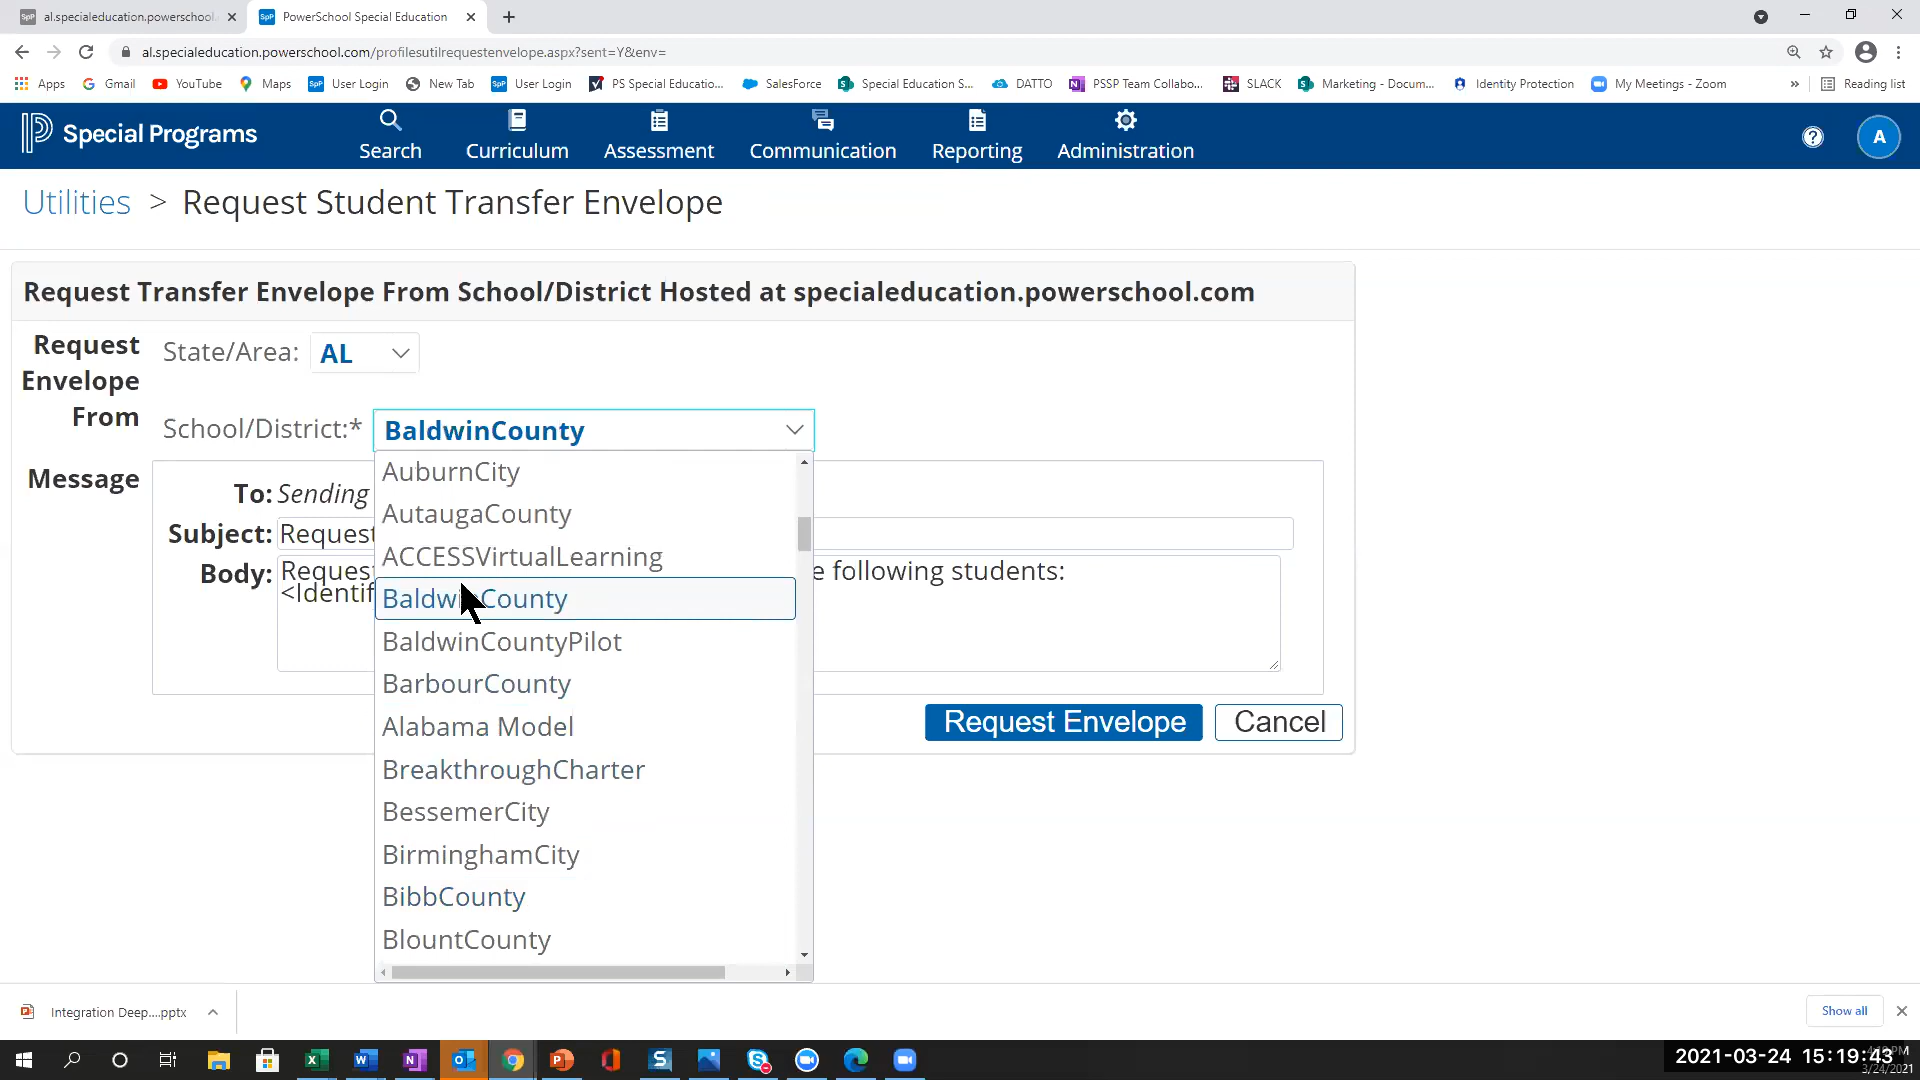 al.specialeducation.powerschool.
PowerSchool Special Education
al.specialeducation.powerschool.com/profilesutilrequestenvelope.aspx?sent=Y&env=
Apps Gmail YouTube Maps User Login New Tab User Login PS Special Educatio... SalesForce Special Education S... DATTO PSSP Team Collabo... SLACK Marketing - Docum... Identity Protection My Meetings - Zoom » Reading list
Special Programs
Search Curriculum Assessment Communication Reporting Administration
A
Utilities > Request Student Transfer Envelope
Request Transfer Envelope From School/District Hosted at specialeducation.powerschool.com
Request
Envelope
From
State/Area: AL
School/District:* BaldwinCounty
Message
To: Sending
Subject: Request
Body: Request
e following students:
<Identif
AuburnCity
AutaugaCounty
ACCESSVirtualLearning
BaldwinCounty
BaldwinCountyPilot
BarbourCounty
Alabama Model
BreakthroughCharter
BessemerCity
BirminghamCity
BibbCounty
BlountCounty
Request Envelope Cancel
Integration Deep....pptx
Show all
2021-03-24 15:19:43
3/24/2021